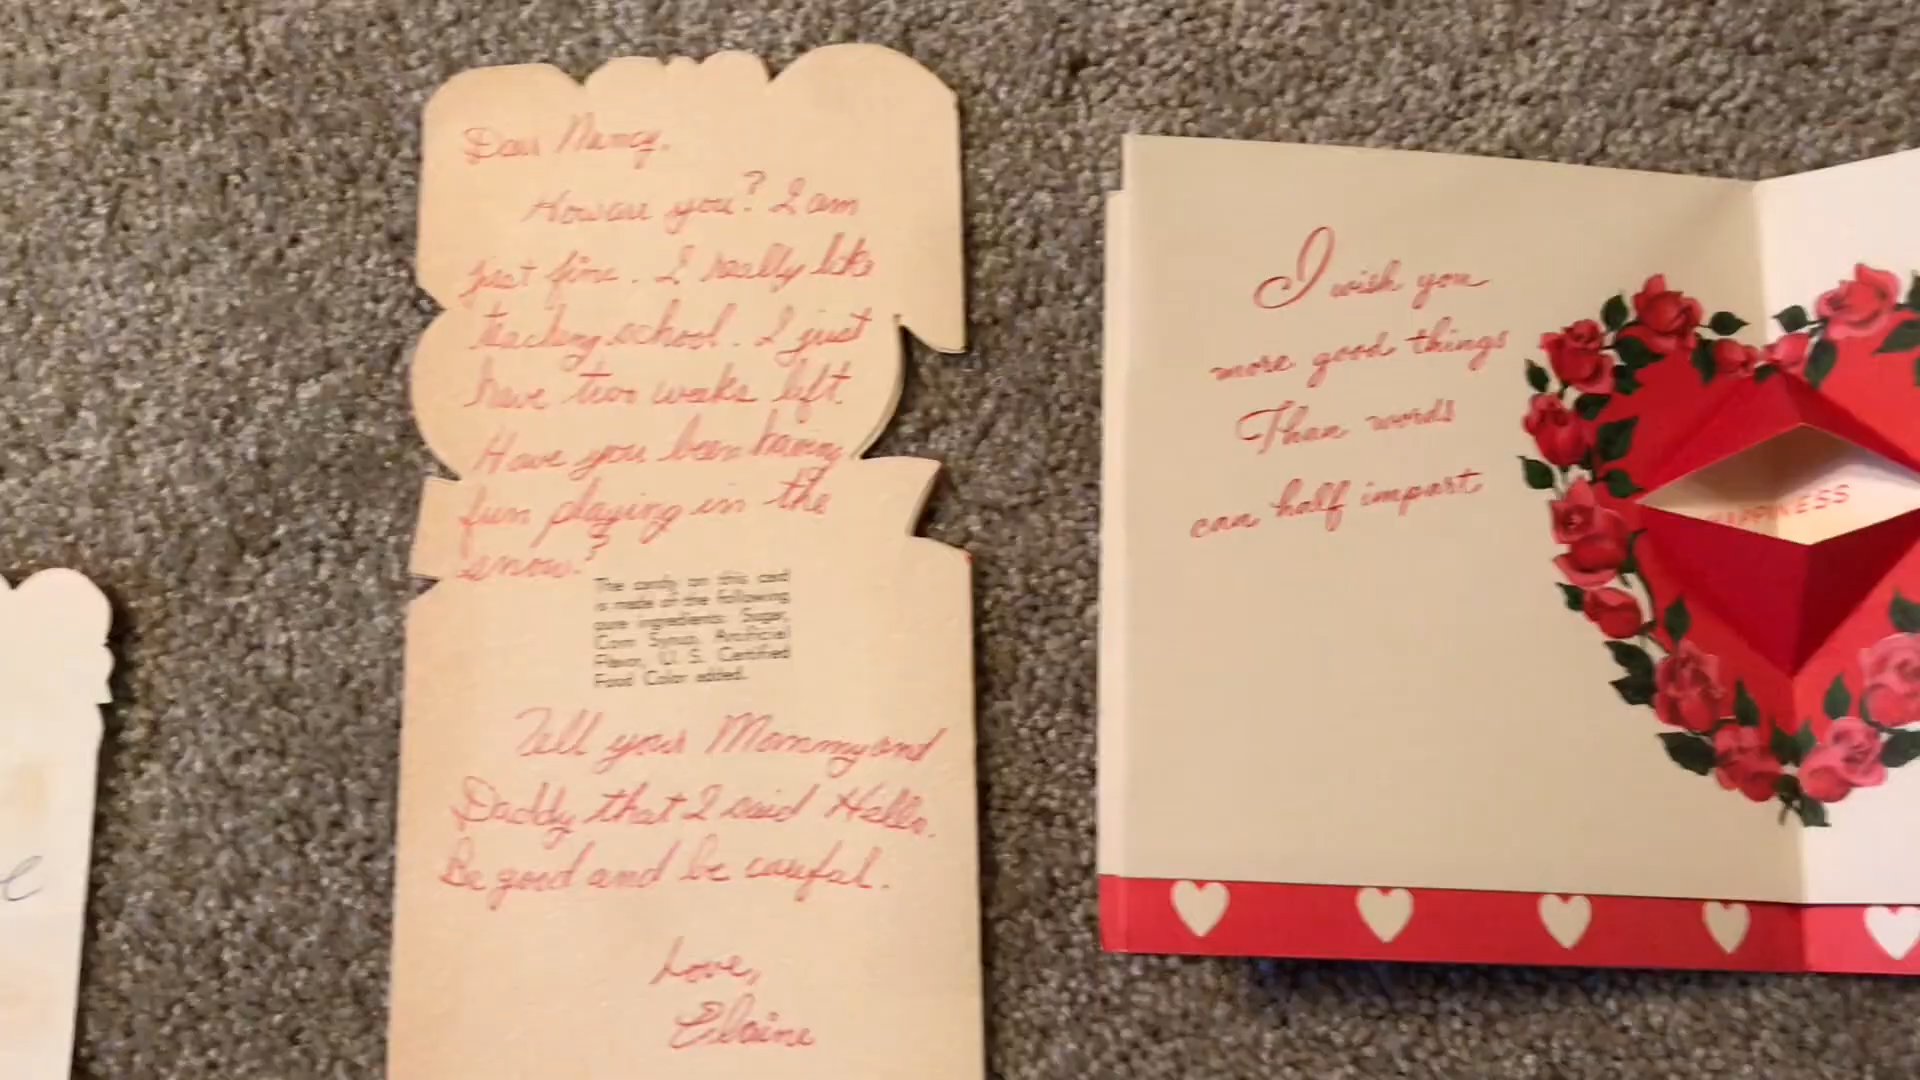 Dear Nancy,
How are you? I am
just fine. I really like
teaching school. I just
have two weeks left.
Have you been having
fun playing in the
snow?
The candy on this card
is made of the following
pure ingredients: Sugar,
Corn Syrup, Artificial
Flavor, U. S. Certified
Food Color added.
Tell your Mommy and
Daddy that I said Hello.
Be good and be careful.
Love,
Elaine
I wish you
more good things
Than words
can half impart
HAPPINESS